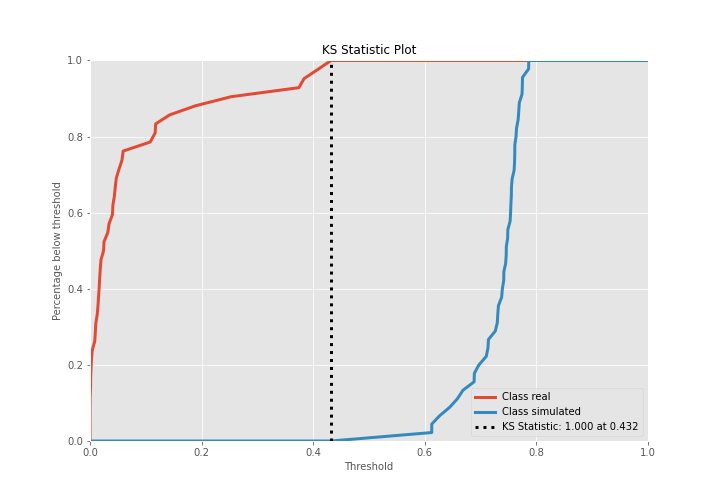 KS Statistic Plot
1.0
0.8
0.6
0.4
0.2
0.0
Percentage below threshold
0.0 0.2 0.4 0.6 0.8 1.0
Threshold
Class real
Class simulated
KS Statistic: 1.000 at 0.432